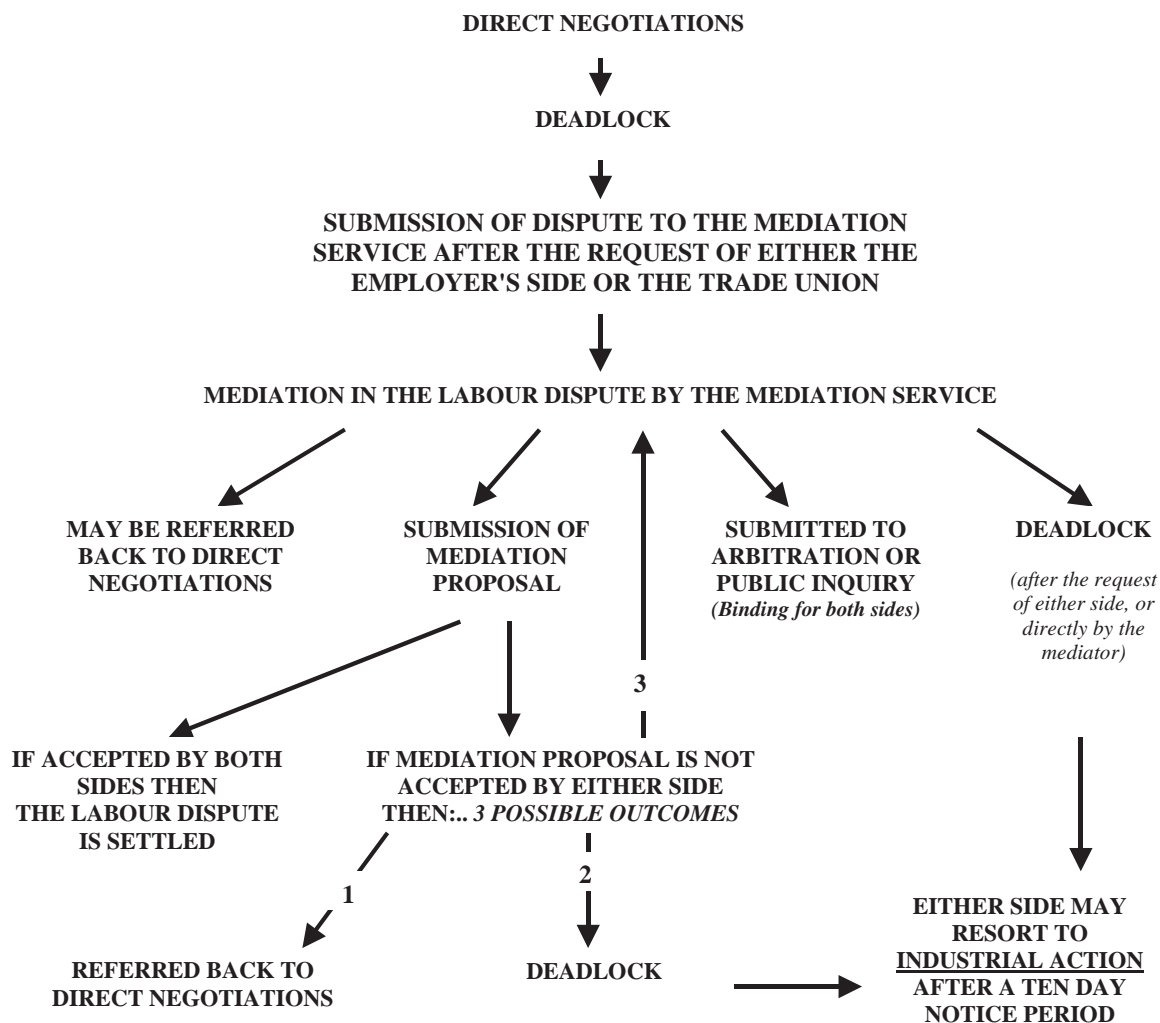 DIRECT NEGOTIATIONS
DEADLOCK
SUBMISSION OF DISPUTE TO THE MEDIATION
SERVICE AFTER THE REQUEST OF EITHER THE
EMPLOYER'S SIDE OR THE TRADE UNION
MEDIATION IN THE LABOUR DISPUTE BY THE MEDIATION SERVICE
MAY BE REFERRED
BACK TO DIRECT
NEGOTIATIONS
SUBMISSION OF
MEDIATION
PROPOSAL
SUBMITTED TO
ARBITRATION OR
PUBLIC INQUIRY
(Binding for both sides)
DEADLOCK
(after the request
of either side, or
directly by the
mediator)
3
IF ACCEPTED BY BOTH
SIDES THEN
THE LABOUR DISPUTE
IS SETTLED
IF MEDIATION PROPOSAL IS NOT
ACCEPTED BY EITHER SIDE
THEN:.. 3 POSSIBLE OUTCOMES
1
2
REFERRED BACK TO
DIRECT NEGOTIATIONS
DEADLOCK
EITHER SIDE MAY
RESORT TO
INDUSTRIAL ACTION
AFTER A TEN DAY
NOTICE PERIOD